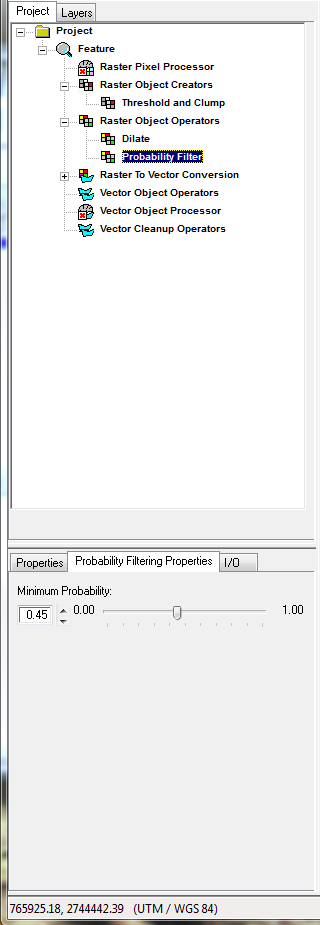 Project Layers
Project
Feature
Raster Pixel Processor
Raster Object Creators
Threshold and Clump
Raster Object Operators
Dilate
Probability Filter
Raster To Vector Conversion
Vector Object Operators
Vector Object Processor
Vector Cleanup Operators
Properties Probability Filtering Properties I/O
Minimum Probability:
0.45 0.00 1.00
765925.18, 2744442.39 (UTM / WGS 84)